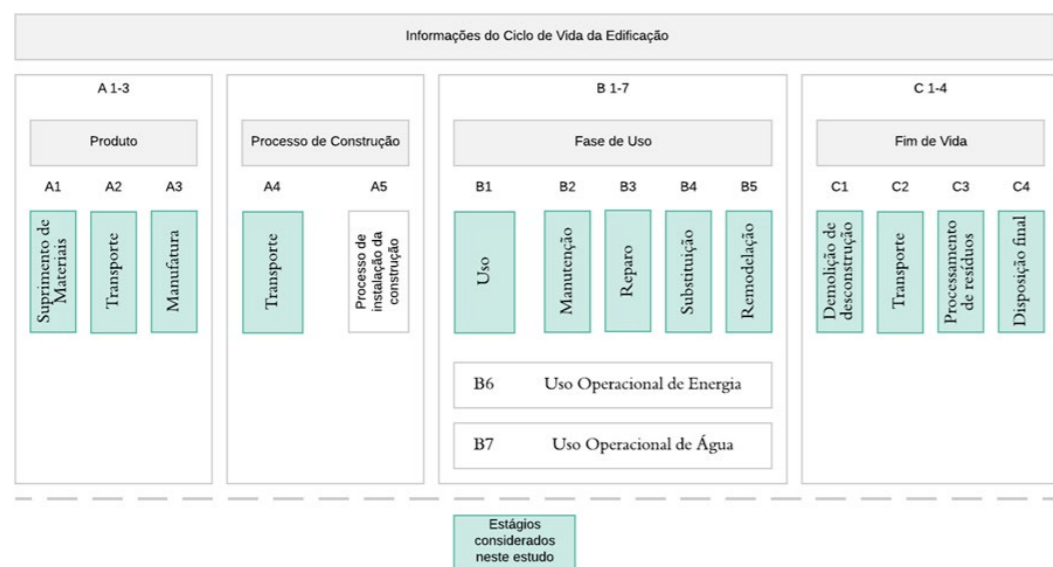 Informações do Ciclo de Vida da Edificação
A 1-3
B 1-7
C 1-4
Produto
Processo de Construção
Fase de Uso
Fim de Vida
A1
A2
A3
A4
A5
B1
B2
B3
B4
B5
C1
C2
C3
C4
Suprimento de
Materiais
Transporte
Manufatura
Transporte
Processo de
instalação da
construção
Uso
Manutenção
Reparo
Substituição
Remodelação
Demolição de
desconstrução
Transporte
Processamento
de resíduos
Disposição final
B6 Uso Operacional de Energia
B7 Uso Operacional de Água
Estágios
considerados
neste estudo